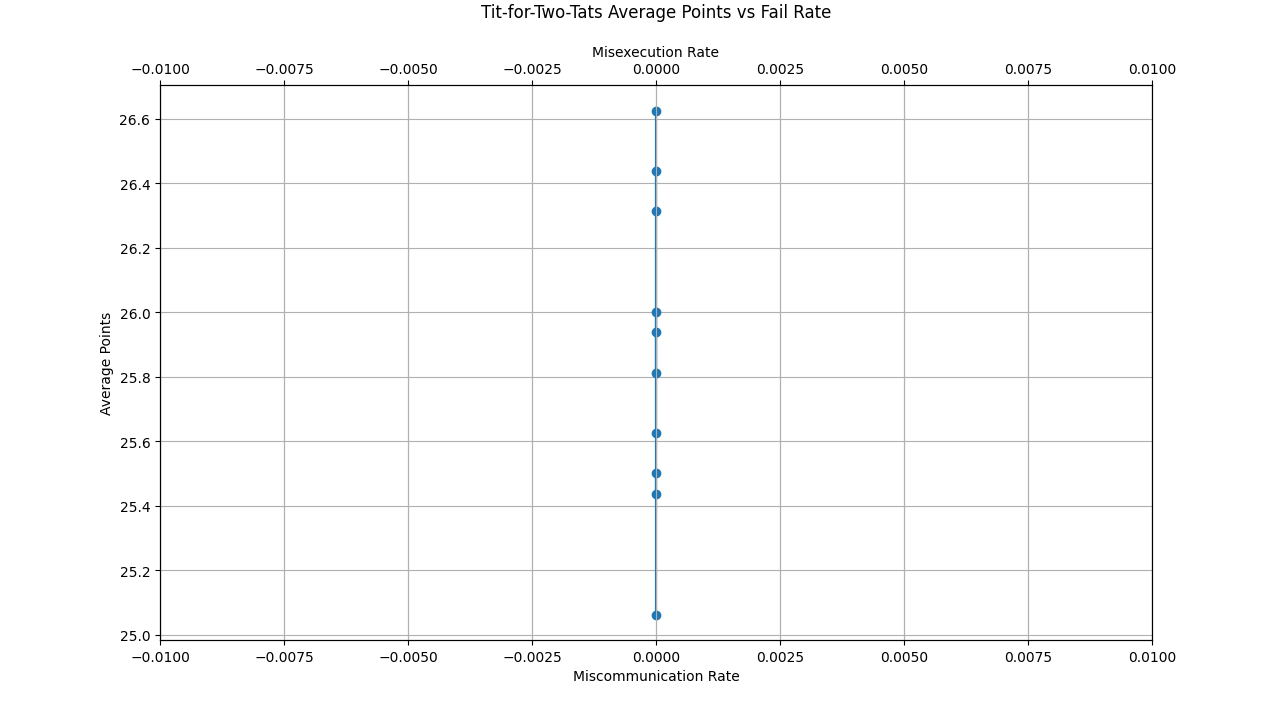 Tit-for-Two-Tats Average Points vs Fail Rate
Misexecution Rate
−0.0100 −0.0075 −0.0050 −0.0025 0.0000 0.0025 0.0050 0.0075 0.0100
26.6
26.4
26.2
26.0
25.8
25.6
25.4
25.2
25.0
Average Points
−0.0100 −0.0075 −0.0050 −0.0025 0.0000 0.0025 0.0050 0.0075 0.0100
Miscommunication Rate